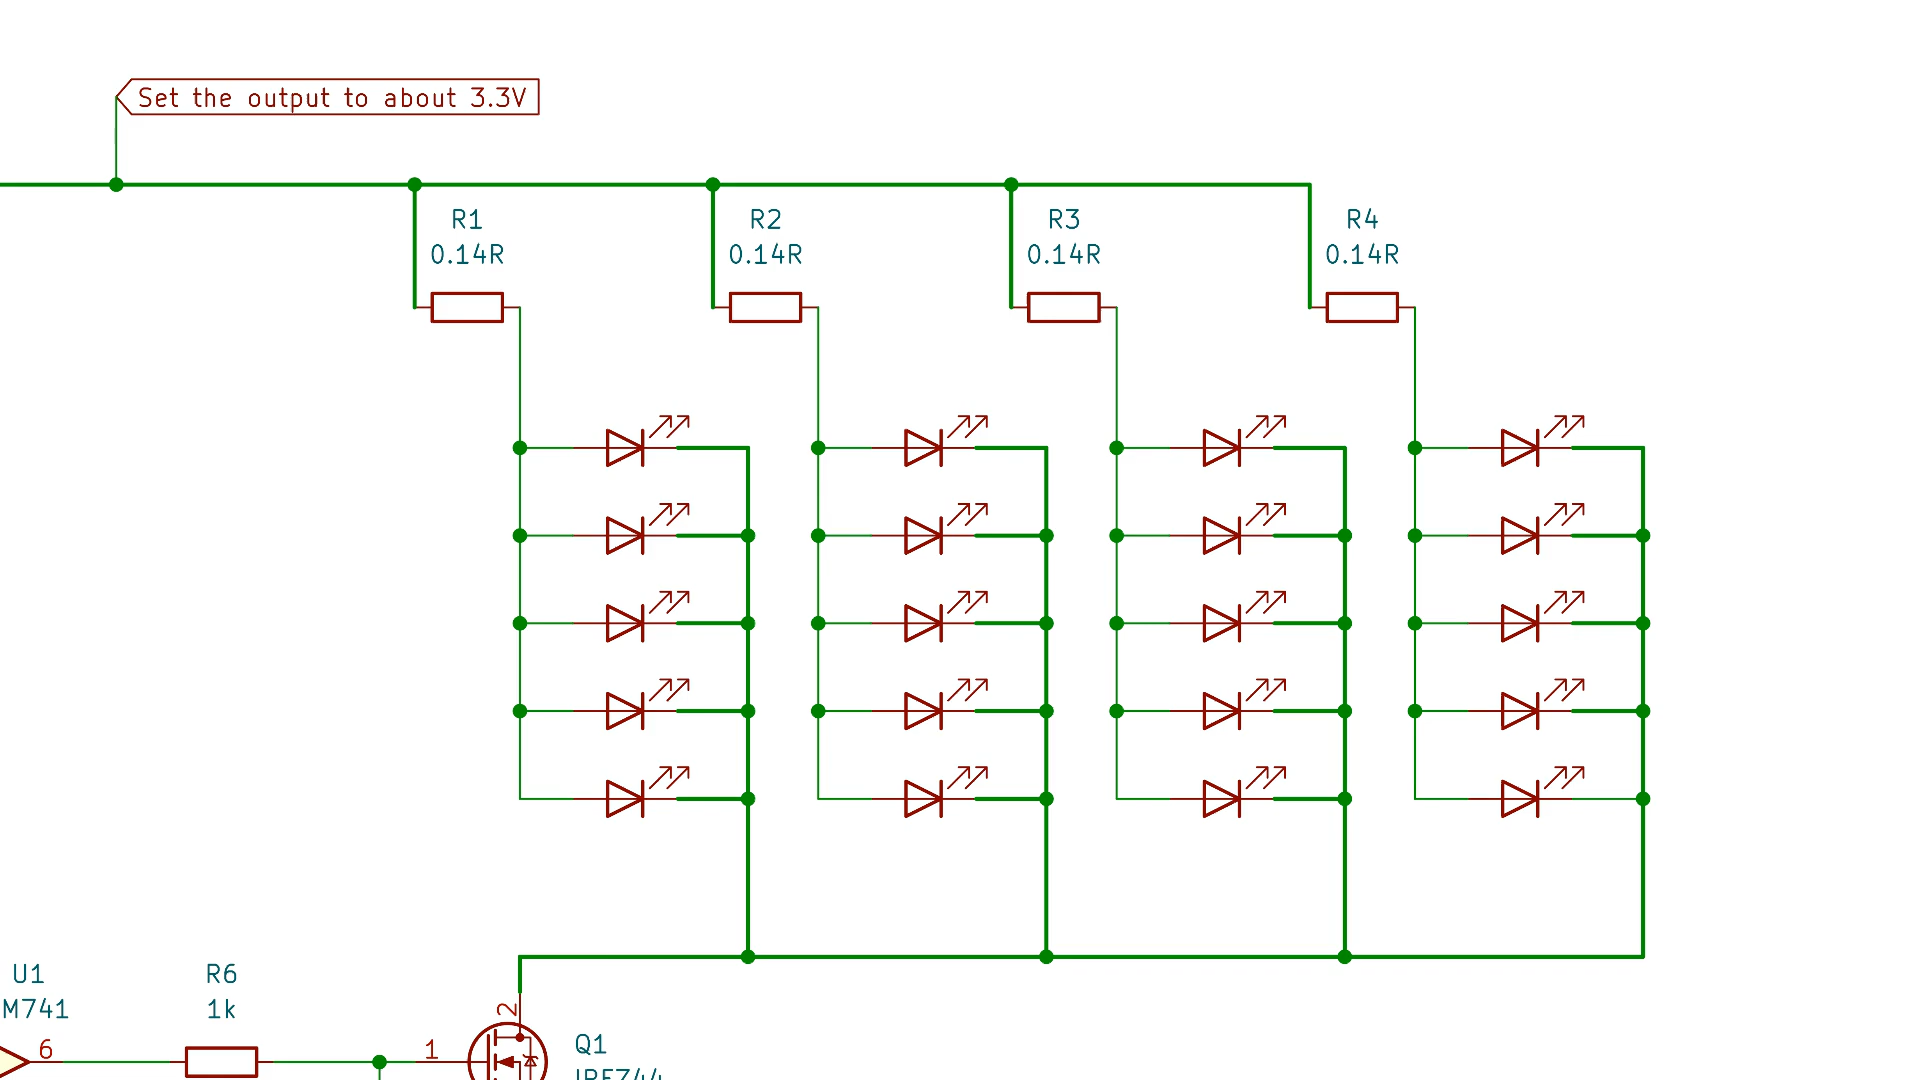 Set the output to about 3.3V
R1
0.14R
R2
0.14R
R3
0.14R
R4
0.14R
U1
M741
6
R6
1k
1
2
Q1
IRFZ44